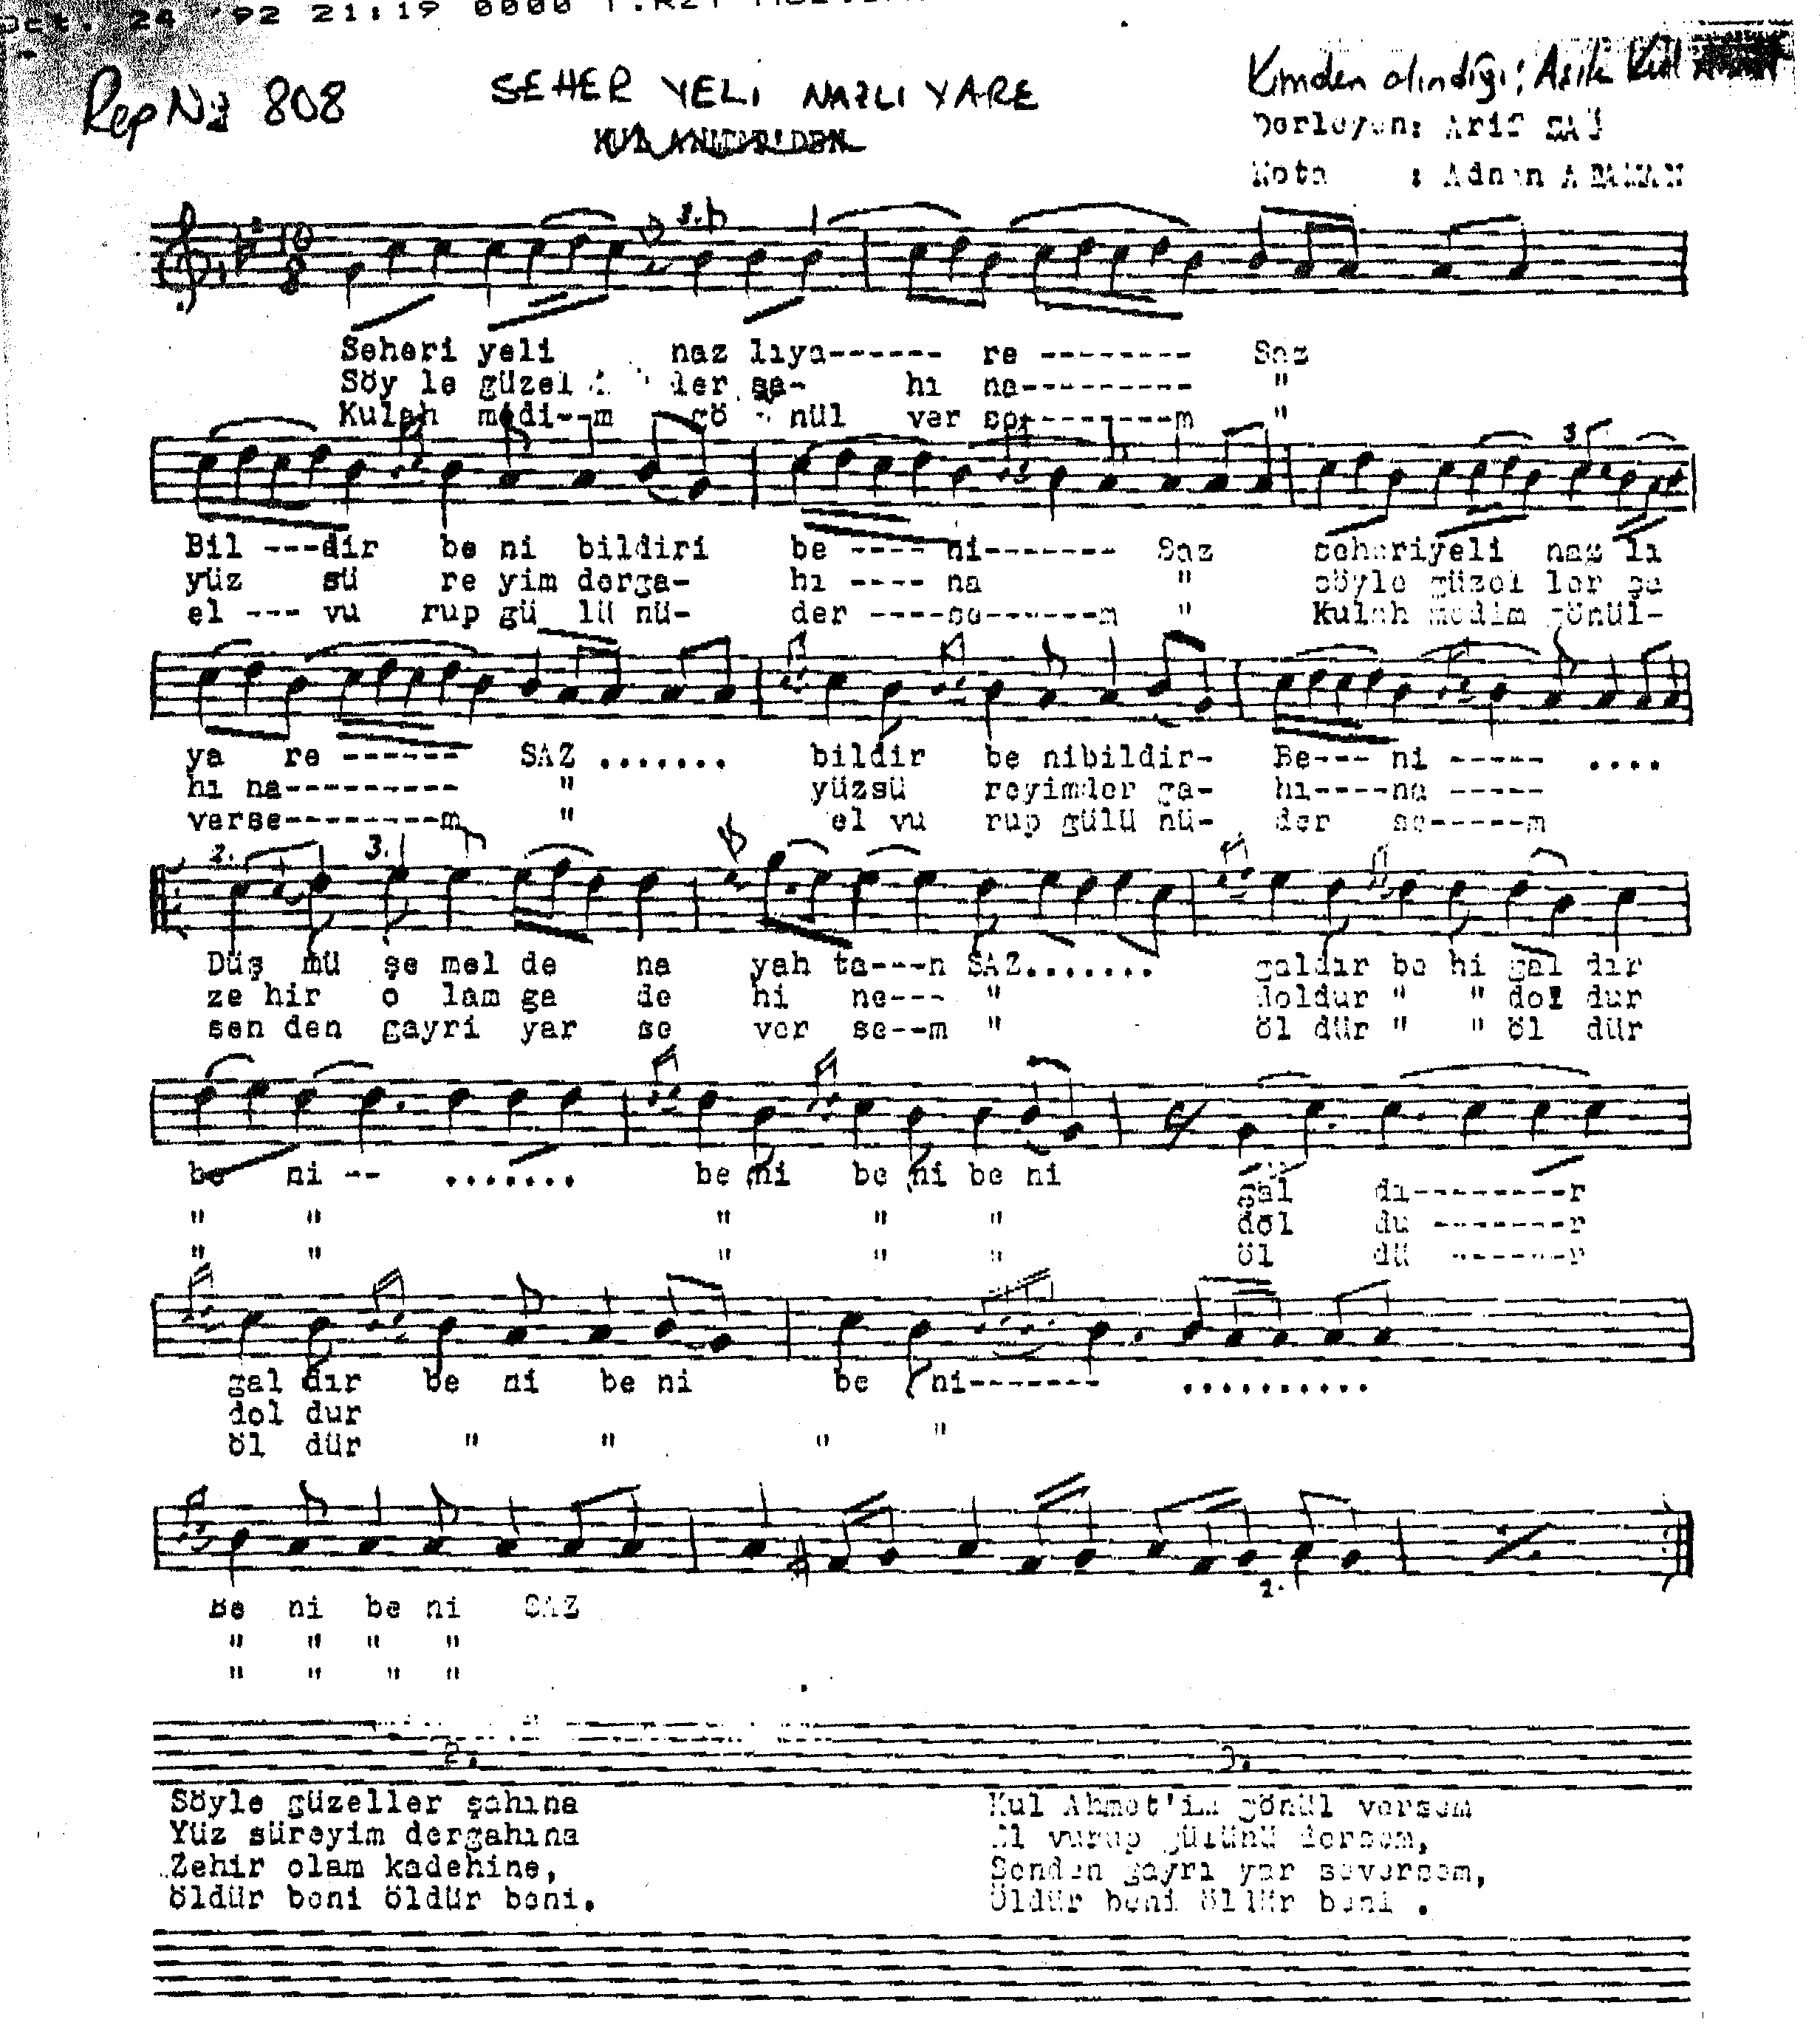 Oct. 24 '92 21:19 0000
Rep No 808
SEHER YELİ NAZLI YARE
Kimden alındığı: Aşık Kul
Derleyen: Arif SAĞ
Nota : Adnan ATAMAN
Seheri yeli naz lıya------ re -------- Saz
Söy le güzel ler şa- hı na---------- "
Kulah medi--m gö nül ver se--------m "
Bil ---dir be ni bildiri be ---- ni------- Saz seheriyeli naz lı
yüz sü re yim derga- hı ---- na " söyle güzel ler şa
el --- vu rup gü lü nü- der ----se------m " Kulah medim gönül-
ya re ------ SAZ ....... bildir be nibildir- Be--- ni ----- ....
hı na--------- " yüzsü reyimder ga- hı----na -----
verse--------m " el vu rup gülü nü- der se-----m
2. 3.
Düş mü şe mel de na yah ta---n SAZ....... galdır be ni gal dır
ze hir o lam ga de hi ne--- " doldur " " dol dur
sen den gayri yar se ver se--m " öl dür " " öl dür
be ni -- ....... be ni be ni be ni gal dı--------r
" " " " " dol du -------r
" " " " " öl dü ------r
gal dır be ni be ni be ni------- ..........
dol dur
öl dür " " " "
Be ni be ni SAZ
" " " "
" " " "
2. 3.
Söyle güzeller şahına
Yüz süreyim dergahına
Zehir olam kadehine,
öldür beni öldür beni.
Kul Ahmet'im gönül versem
El vurup gülünü dersem,
Senden gayrı yar seversem,
Öldür beni öldür beni .